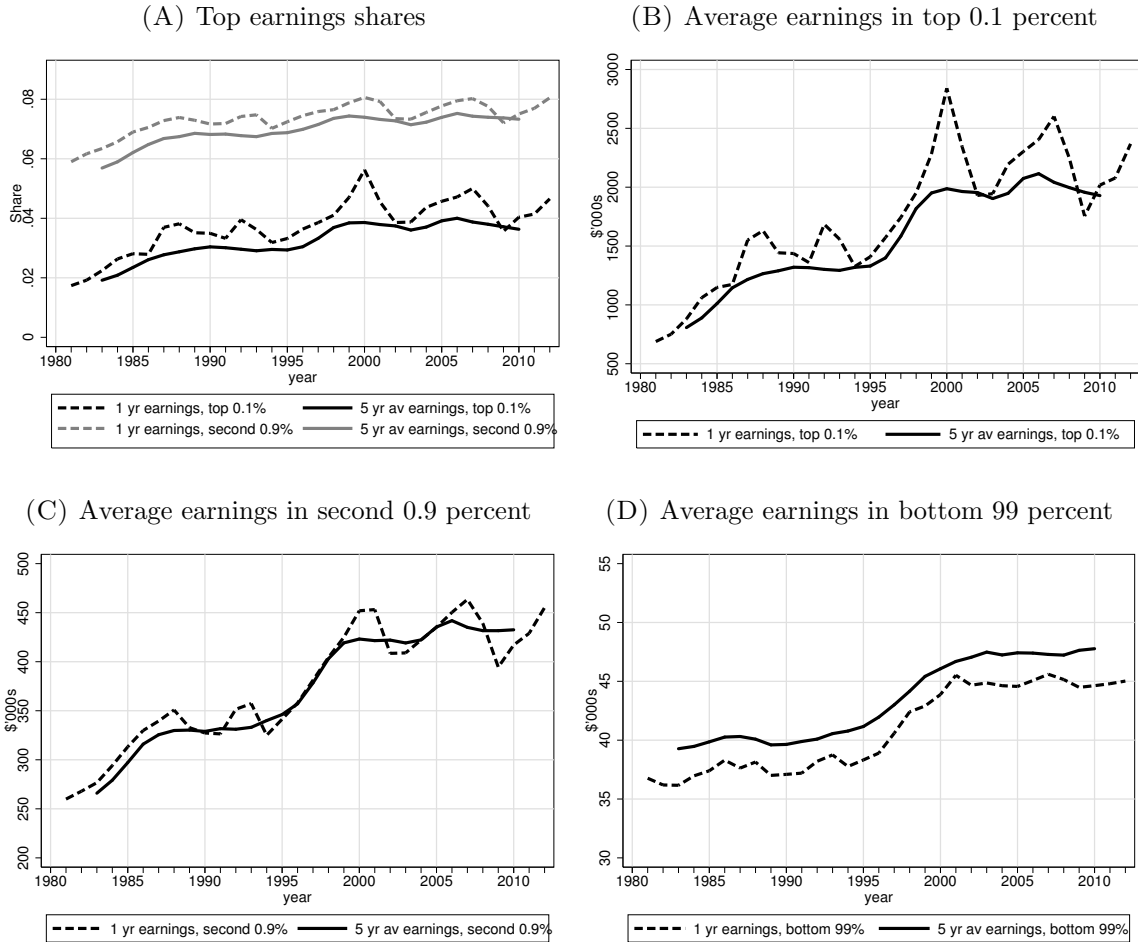 (A) Top earnings shares
Share
0 .02 .04 .06 .08
1980 1985 1990 1995 2000 2005 2010
year
1 yr earnings, top 0.1% 5 yr av earnings, top 0.1%
1 yr earnings, second 0.9% 5 yr av earnings, second 0.9%
(B) Average earnings in top 0.1 percent
$'000s
500 1000 1500 2000 2500 3000
1980 1985 1990 1995 2000 2005 2010
year
1 yr earnings, top 0.1% 5 yr av earnings, top 0.1%
(C) Average earnings in second 0.9 percent
$'000s
200 250 300 350 400 450 500
1980 1985 1990 1995 2000 2005 2010
year
1 yr earnings, second 0.9% 5 yr av earnings, second 0.9%
(D) Average earnings in bottom 99 percent
$'000s
30 35 40 45 50 55
1980 1985 1990 1995 2000 2005 2010
year
1 yr earnings, bottom 99% 5 yr av earnings, bottom 99%